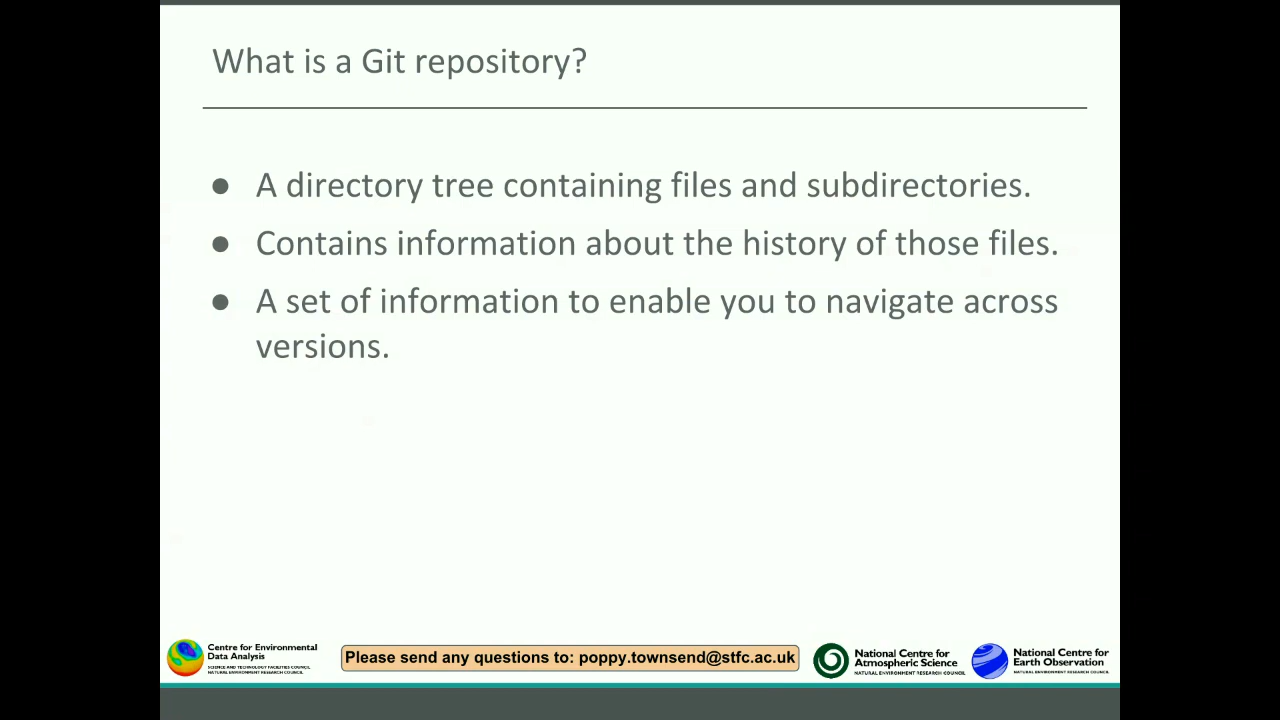 What is a Git repository?
● A directory tree containing files and subdirectories.
● Contains information about the history of those files.
● A set of information to enable you to navigate across
versions.
Centre for Environmental
Data Analysis
SCIENCE AND TECHNOLOGY FACILITIES COUNCIL
NATURAL ENVIRONMENT RESEARCH COUNCIL
Please send any questions to: poppy.townsend@stfc.ac.uk
National Centre for
Atmospheric Science
NATURAL ENVIRONMENT RESEARCH COUNCIL
National Centre for
Earth Observation
NATURAL ENVIRONMENT RESEARCH COUNCIL